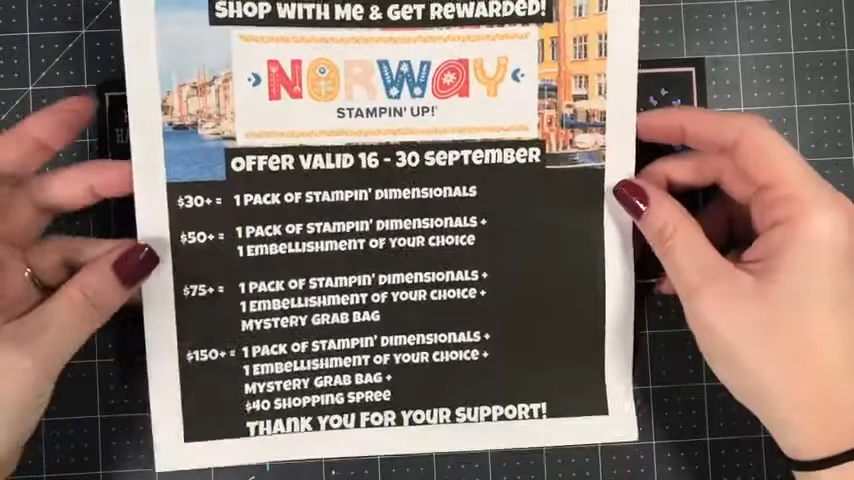 SHOP WITH ME & GET REWARDED!
NORWAY
STAMPIN' UP!
OFFER VALID 16 - 30 SEPTEMBER
$30+ = 1 PACK OF STAMPIN' DIMENSIONALS
$50+ = 1 PACK OF STAMPIN' DIMENSIONALS +
1 EMBELLISHMENT OF YOUR CHOICE
$75+ = 1 PACK OF STAMPIN' DIMENSIONALS +
1 EMBELLISHMENT OF YOUR CHOICE +
MYSTERY GRAB BAG
$150+ = 1 PACK OF STAMPIN' DIMENSIONALS +
1 EMBELLISHMENT OF YOUR CHOICE +
MYSTERY GRAB BAG +
$40 SHOPPING SPREE
THANK YOU FOR YOUR SUPPORT!